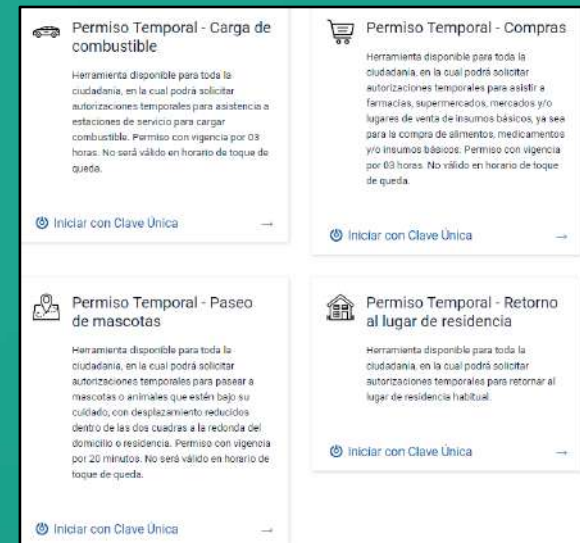 Permiso Temporal - Carga de
combustible
Herramienta disponible para toda la
ciudadanía, en la cual podrá solicitar
autorizaciones temporales para asistencia a
estaciones de servicio para cargar
combustible. Permiso con vigencia por 03
horas. No será válido en horario de toque de
queda.
Iniciar con Clave Única
Permiso Temporal - Compras
Herramienta disponible para toda la
ciudadanía, en la cual podrá solicitar
autorizaciones temporales para asistir a
farmacias, supermercados, mercados y/o
lugares de venta de insumos básicos, ya sea
para la compra de alimentos, medicamentos
y/o insumos básicos. Permiso con vigencia
por 03 horas. No válido en horario de toque
de queda.
Iniciar con Clave Única
Permiso Temporal - Paseo
de mascotas
Herramienta disponible para toda la
ciudadanía, en la cual podrá solicitar
autorizaciones temporales para pasear a
mascotas o animales que estén bajo su
cuidado, con desplazamiento reducidos
dentro de las dos cuadras a la redonda del
domicilio o residencia. Permiso con vigencia
por 20 minutos. No será válido en horario de
toque de queda.
Iniciar con Clave Única
Permiso Temporal - Retorno
al lugar de residencia
Herramienta disponible para toda la
ciudadanía, en la cual podrá solicitar
autorizaciones temporales para retornar al
lugar de residencia habitual.
Iniciar con Clave Única